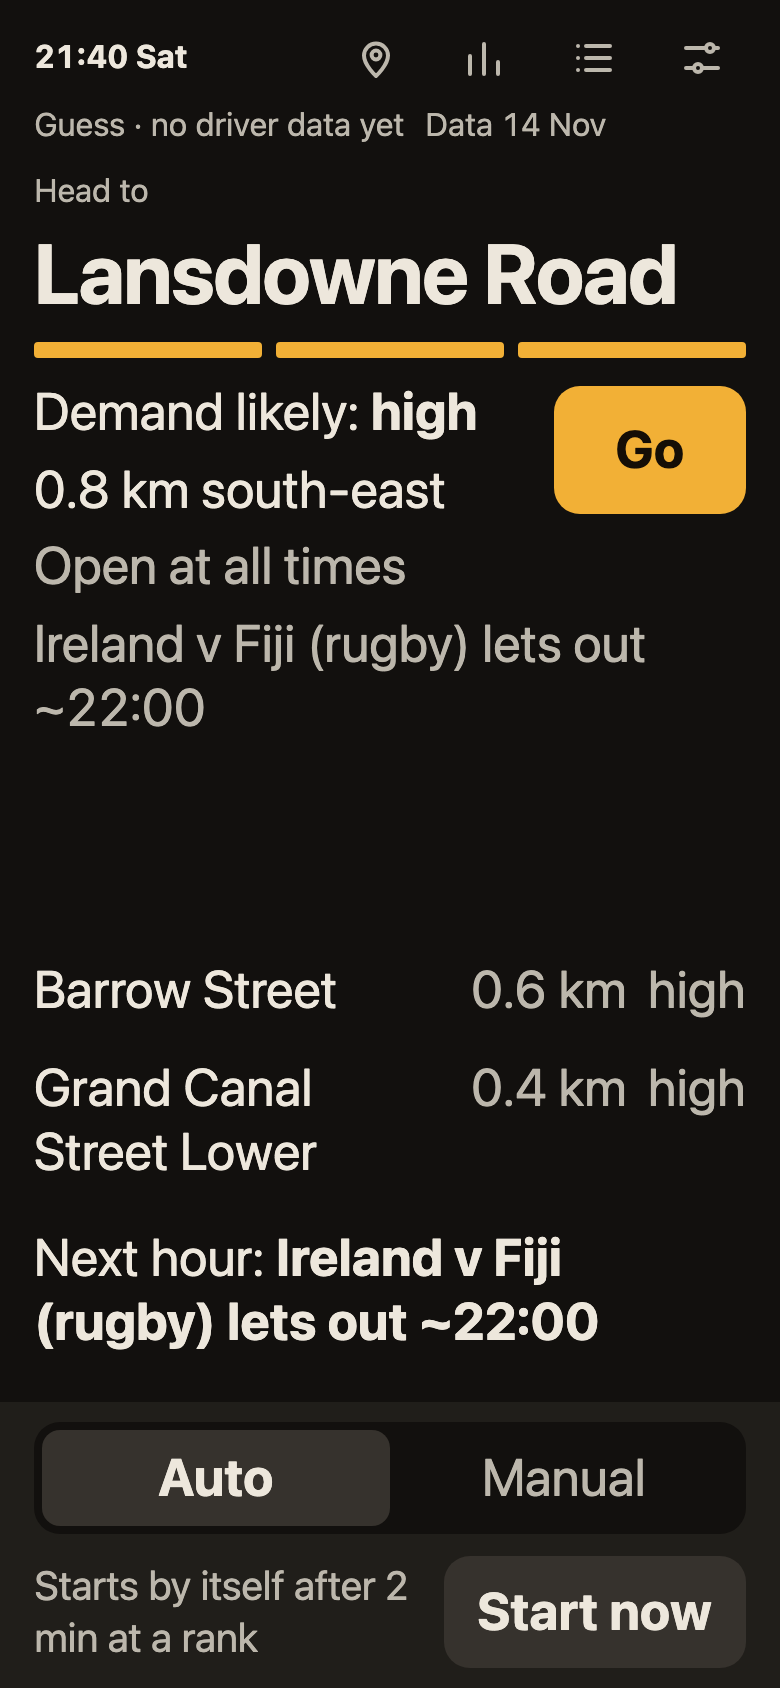 21:40 Sat
Guess · no driver data yet Data 14 Nov
Head to
Lansdowne Road
Demand likely: high
Go
0.8 km south-east
Open at all times
Ireland v Fiji (rugby) lets out
~22:00
Barrow Street 0.6 km high
Grand Canal 0.4 km high
Street Lower
Next hour: Ireland v Fiji
(rugby) lets out ~22:00
Auto Manual
Starts by itself after 2
min at a rank
Start now